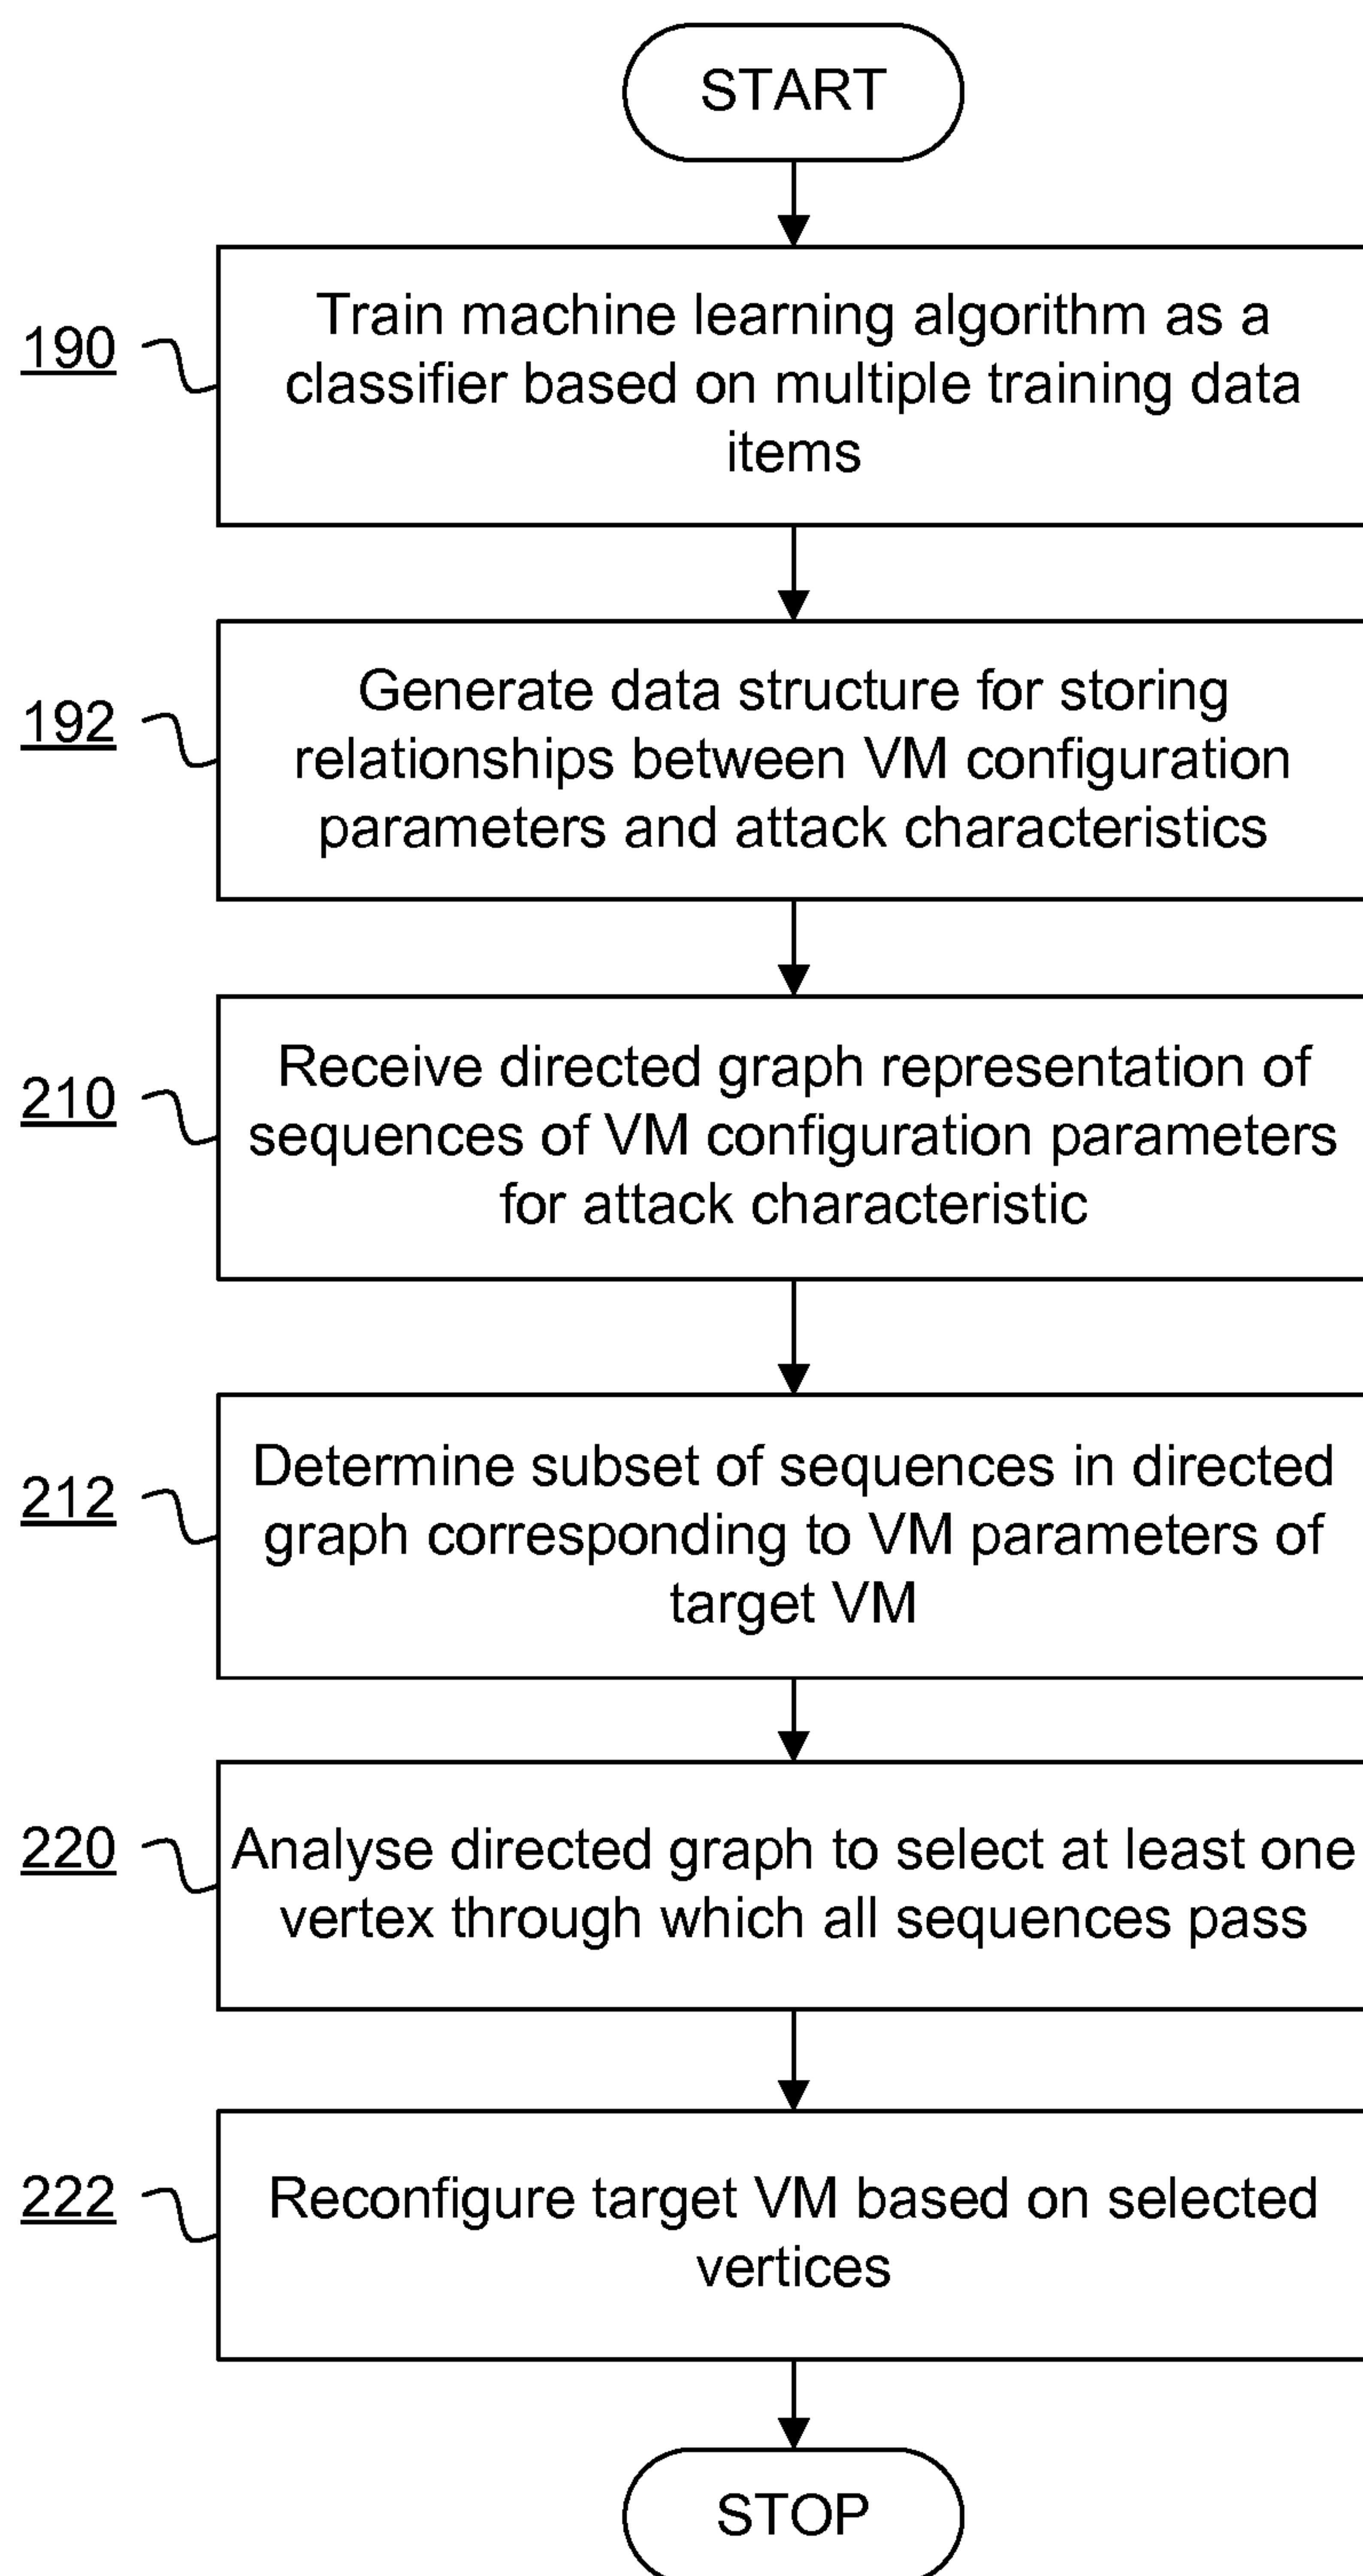 START
190
Train machine learning algorithm as a
classifier based on multiple training data
items
192
Generate data structure for storing
relationships between VM configuration
parameters and attack characteristics
210
Receive directed graph representation of
sequences of VM configuration parameters
for attack characteristic
212
Determine subset of sequences in directed
graph corresponding to VM parameters of
target VM
220
Analyse directed graph to select at least one
vertex through which all sequences pass
222
Reconfigure target VM based on selected
vertices
STOP